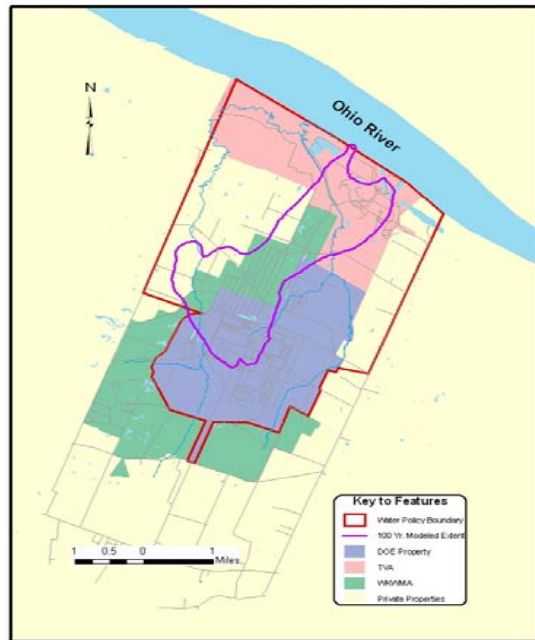 N
Ohio River
Key to Features
Water Policy Boundary
100 Yr. Modeled Extent
DOE Property
TVA
WKWMA
Private Properties
1 0.5 0 1
Miles